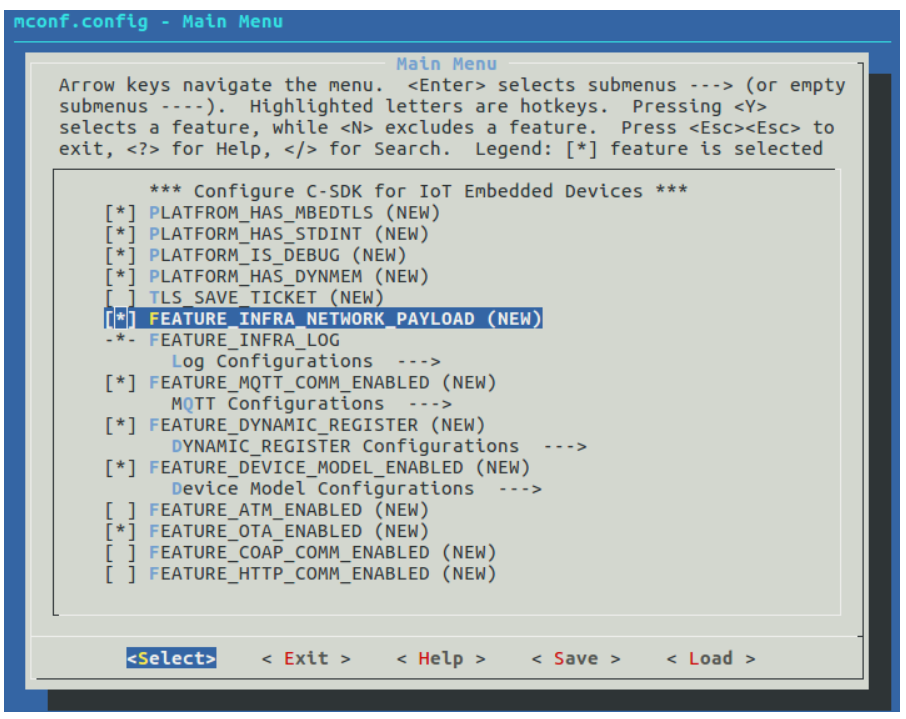 mconf.config - Main Menu
Main Menu
Arrow keys navigate the menu.  <Enter> selects submenus ---> (or empty
submenus ----).  Highlighted letters are hotkeys.  Pressing <Y>
selects a feature, while <N> excludes a feature.  Press <Esc><Esc> to
exit, <?> for Help, </> for Search.  Legend: [*] feature is selected
*** Configure C-SDK for IoT Embedded Devices ***
[*] PLATFROM_HAS_MBEDTLS (NEW)
[*] PLATFORM_HAS_STDINT (NEW)
[*] PLATFORM_IS_DEBUG (NEW)
[*] PLATFORM_HAS_DYNMEM (NEW)
[ ] TLS_SAVE_TICKET (NEW)
[*] FEATURE_INFRA_NETWORK_PAYLOAD (NEW)
-*- FEATURE_INFRA_LOG
Log Configurations  --->
[*] FEATURE_MQTT_COMM_ENABLED (NEW)
MQTT Configurations  --->
[*] FEATURE_DYNAMIC_REGISTER (NEW)
DYNAMIC_REGISTER Configurations  --->
[*] FEATURE_DEVICE_MODEL_ENABLED (NEW)
Device Model Configurations  --->
[ ] FEATURE_ATM_ENABLED (NEW)
[*] FEATURE_OTA_ENABLED (NEW)
[ ] FEATURE_COAP_COMM_ENABLED (NEW)
[ ] FEATURE_HTTP_COMM_ENABLED (NEW)
<Select>    < Exit >    < Help >    < Save >    < Load >